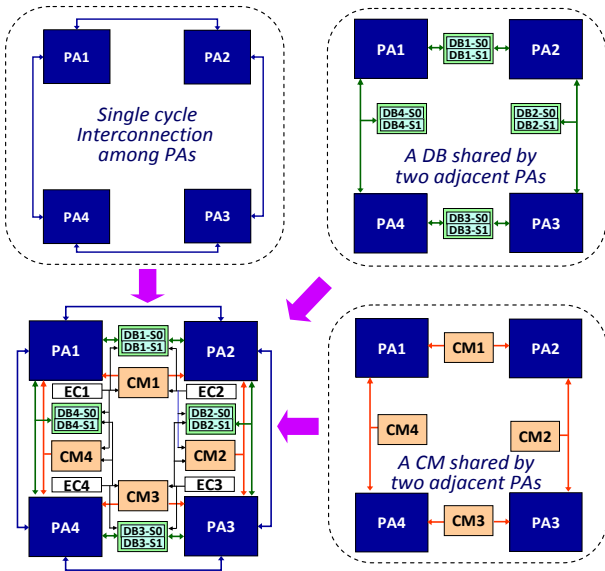 PA1
PA2
Single cycle
Interconnection
among PAs
PA4
PA3
PA1
DB1-S0
DB1-S1
PA2
DB4-S0
DB4-S1
DB2-S0
DB2-S1
A DB shared by
two adjacent PAs
PA4
DB3-S0
DB3-S1
PA3
PA1
DB1-S0
DB1-S1
PA2
CM1
EC1
EC2
DB4-S0
DB4-S1
DB2-S0
DB2-S1
CM4
CM2
EC4
CM3
EC3
PA4
DB3-S0
DB3-S1
PA3
PA1
CM1
PA2
CM4
CM2
A CM shared by
two adjacent PAs
PA4
CM3
PA3